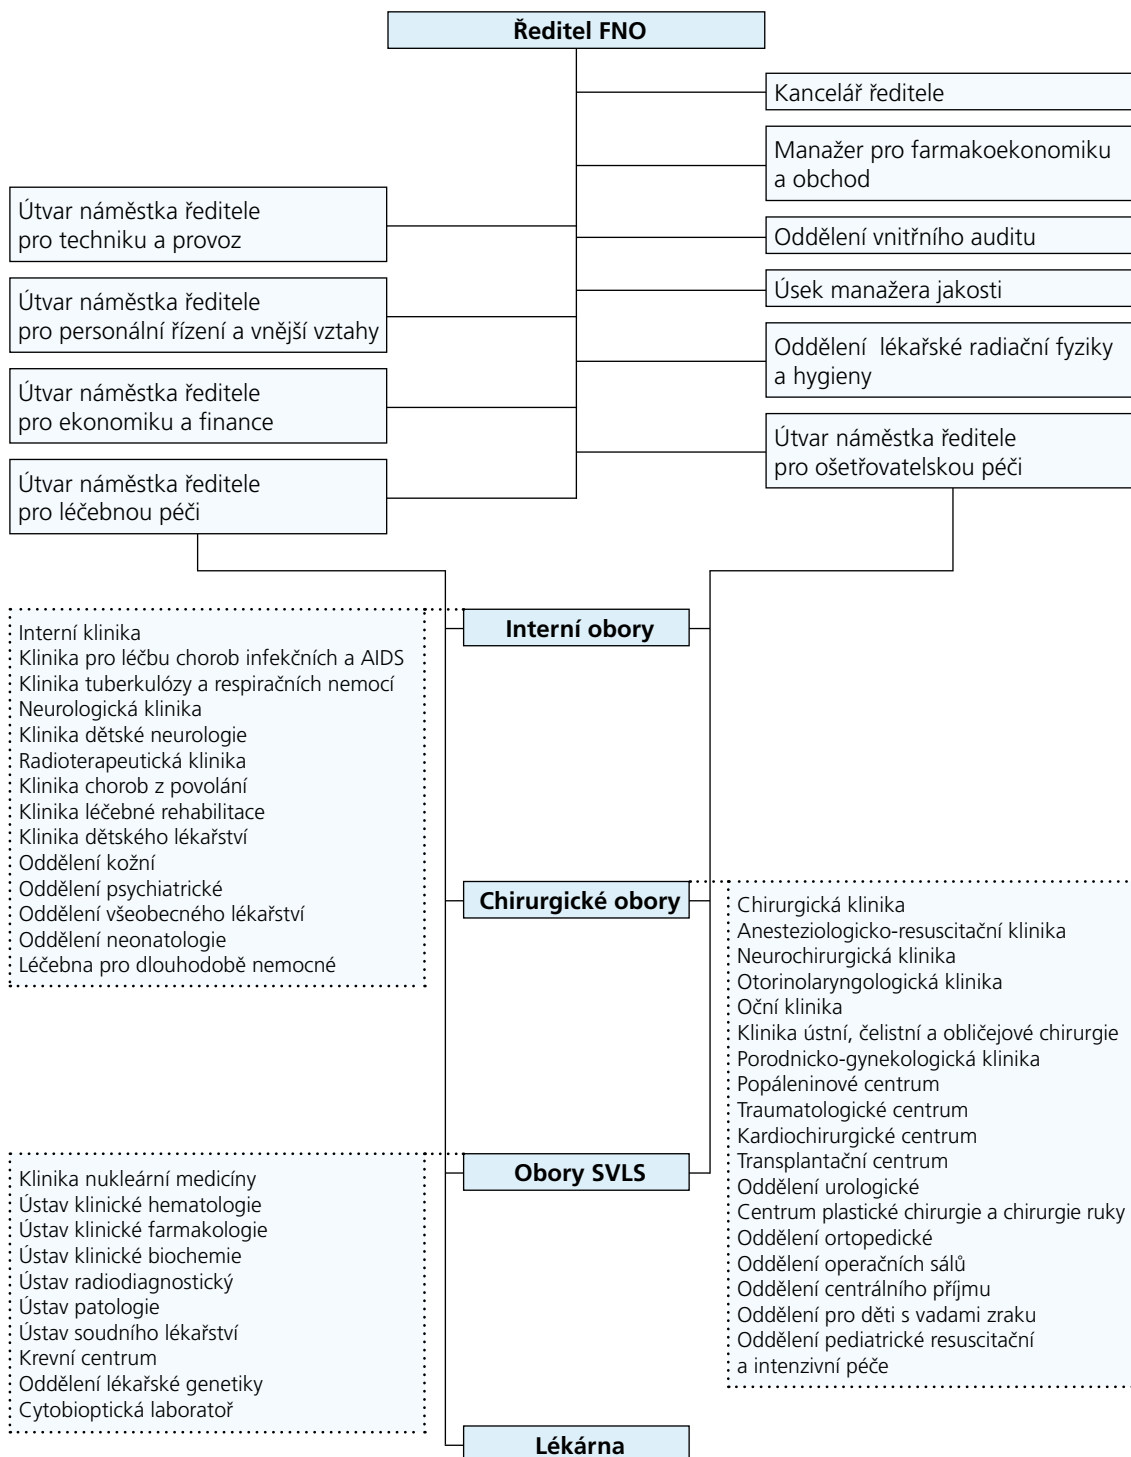 Ředitel FNO
Kancelář ředitele
Manažer pro farmakoekonomiku
a obchod
Útvar náměstka ředitele
pro techniku a provoz
Oddělení vnitřního auditu
Úsek manažera jakosti
Útvar náměstka ředitele
pro personální řízení a vnější vztahy
Oddělení  lékařské radiační fyziky
a hygieny
Útvar náměstka ředitele
pro ekonomiku a finance
Útvar náměstka ředitele
pro ošetřovatelskou péči
Útvar náměstka ředitele
pro léčebnou péči
Interní obory
Interní klinika
Klinika pro léčbu chorob infekčních a AIDS
Klinika tuberkulózy a respiračních nemocí
Neurologická klinika
Klinika dětské neurologie
Radioterapeutická klinika
Klinika chorob z povolání
Klinika léčebné rehabilitace
Klinika dětského lékařství
Oddělení kožní
Oddělení psychiatrické
Oddělení všeobecného lékařství
Oddělení neonatologie
Léčebna pro dlouhodobě nemocné
Chirurgické obory
Chirurgická klinika
Anesteziologicko-resuscitační klinika
Neurochirurgická klinika
Otorinolaryngologická klinika
Oční klinika
Klinika ústní, čelistní a obličejové chirurgie
Porodnicko-gynekologická klinika
Popáleninové centrum
Traumatologické centrum
Kardiochirurgické centrum
Transplantační centrum
Oddělení urologické
Centrum plastické chirurgie a chirurgie ruky
Oddělení ortopedické
Oddělení operačních sálů
Oddělení centrálního příjmu
Oddělení pro děti s vadami zraku
Oddělení pediatrické resuscitační
a intenzivní péče
Obory SVLS
Klinika nukleární medicíny
Ústav klinické hematologie
Ústav klinické farmakologie
Ústav klinické biochemie
Ústav radiodiagnostický
Ústav patologie
Ústav soudního lékařství
Krevní centrum
Oddělení lékařské genetiky
Cytobioptická laboratoř
Lékárna